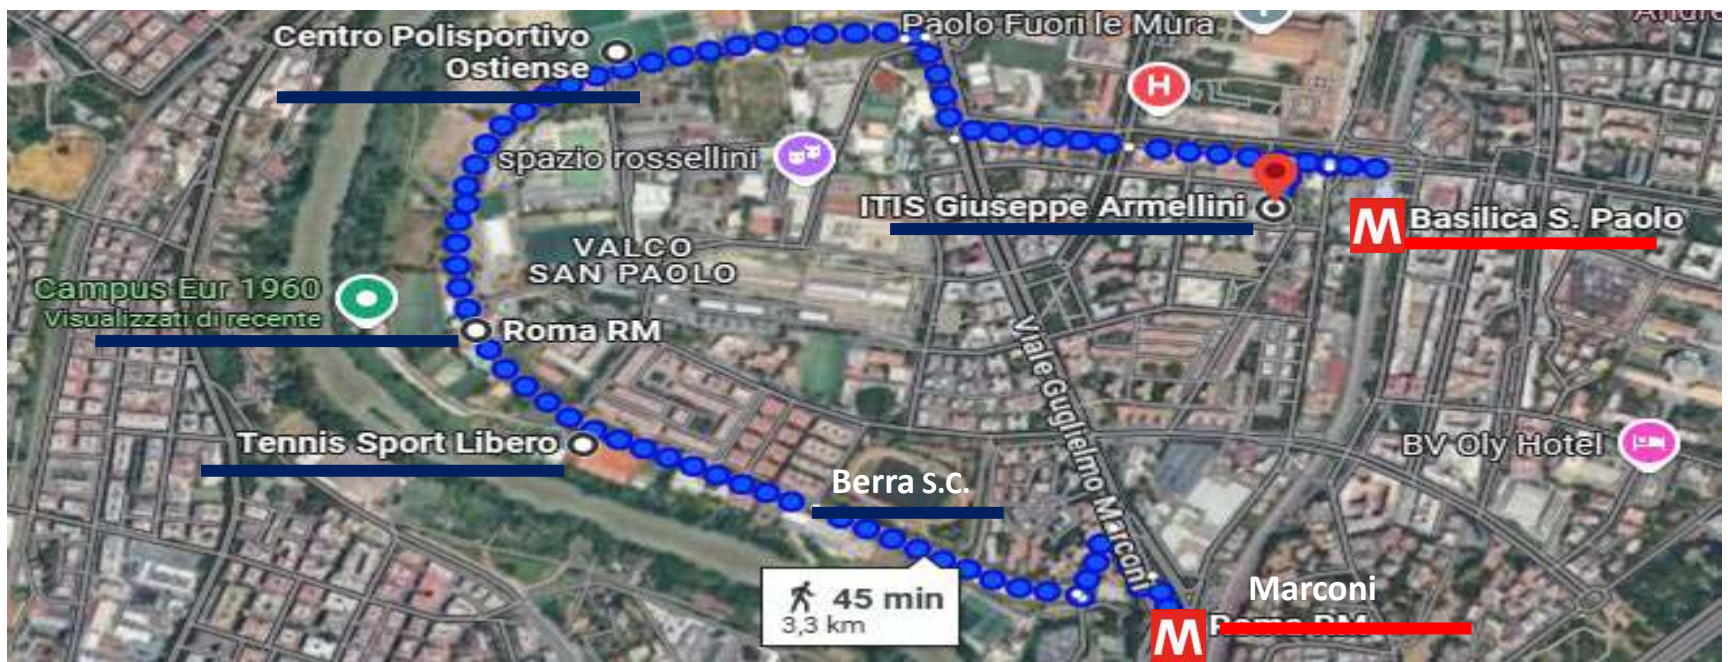 Centro Polisportivo
Ostiense
Paolo Fuori le Mura
H
spazio rossellini
ITIS Giuseppe Armellini
M Basilica S. Paolo
VALCO
SAN PAOLO
Campus Eur 1960
Visualizzati di recente
Roma RM
Viale Guglielmo Marconi
Tennis Sport Libero
BV Oly Hotel
Berra s.c.
45 min
3,3 km
Marconi
M Roma RM